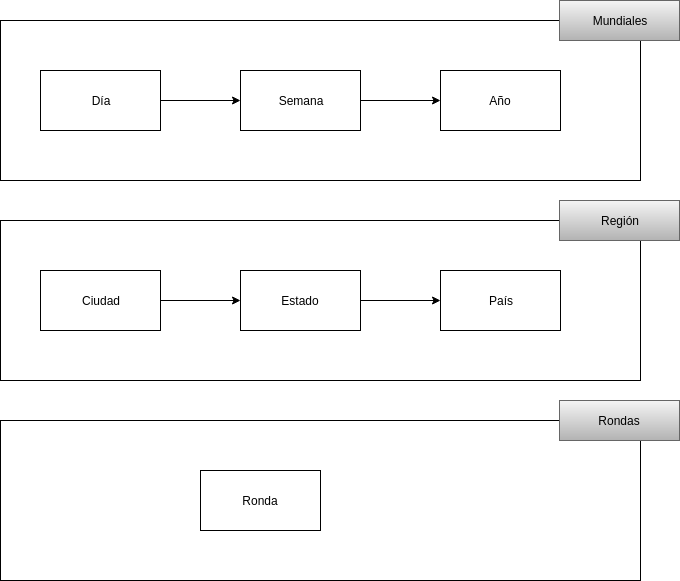 Mundiales
Día
Semana
Año
Región
Ciudad
Estado
País
Rondas
Ronda